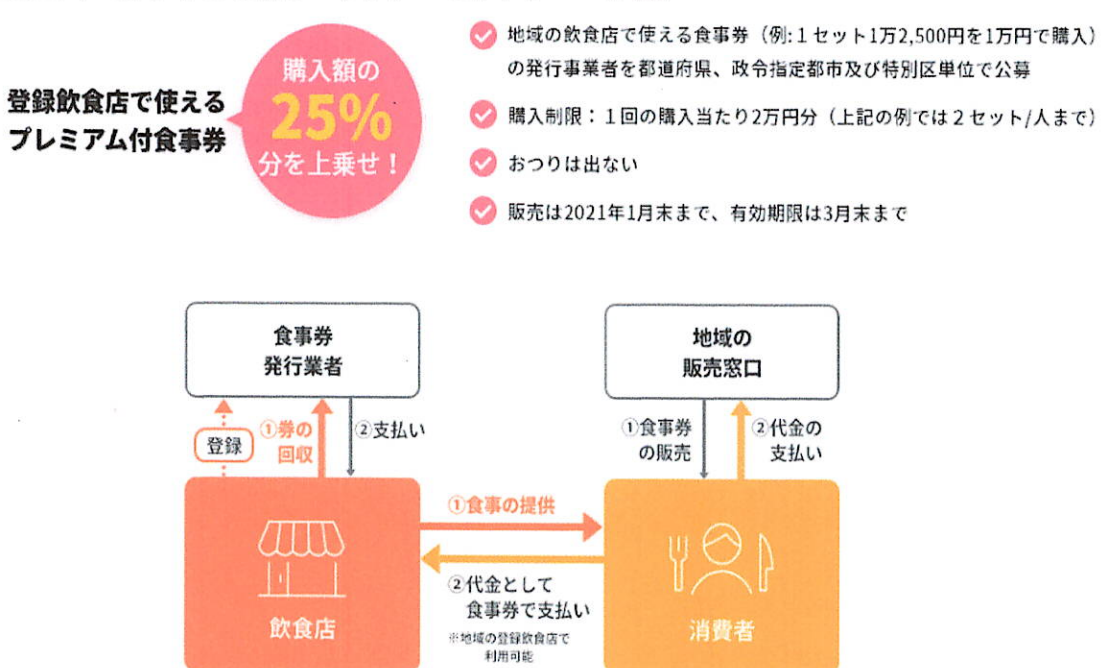 登録飲食店で使える
プレミアム付食事券
購入額の
25%
分を上乗せ！
地域の飲食店で使える食事券（例:１セット1万2,500円を1万円で購入）
の発行事業者を都道府県、政令指定都市及び特別区単位で公募
購入制限：１回の購入当たり2万円分（上記の例では２セット/人まで）
おつりは出ない
販売は2021年1月末まで、有効期限は3月末まで
食事券
発行業者
地域の
販売窓口
登録
①券の
回収
②支払い
①食事券
の販売
②代金の
支払い
①食事の提供
②代金として
食事券で支払い
※地域の登録飲食店で
利用可能
飲食店
消費者